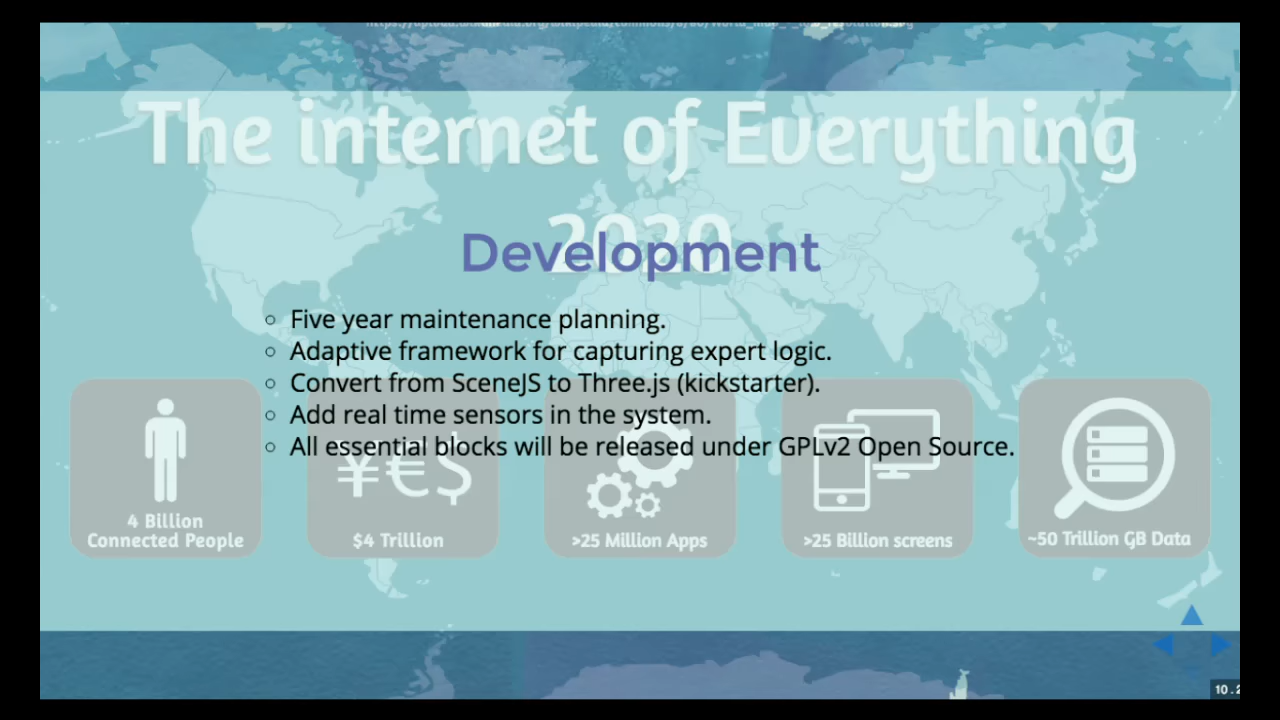 The internet of Everything
2020
Development
Five year maintenance planning.
Adaptive framework for capturing expert logic.
Convert from SceneJS to Three.js (kickstarter).
Add real time sensors in the system.
All essential blocks will be released under GPLv2 Open Source.
¥€$
4 Billion
Connected People
$4 Trillion
>25 Million Apps
>25 Billion screens
~50 Trillion GB Data